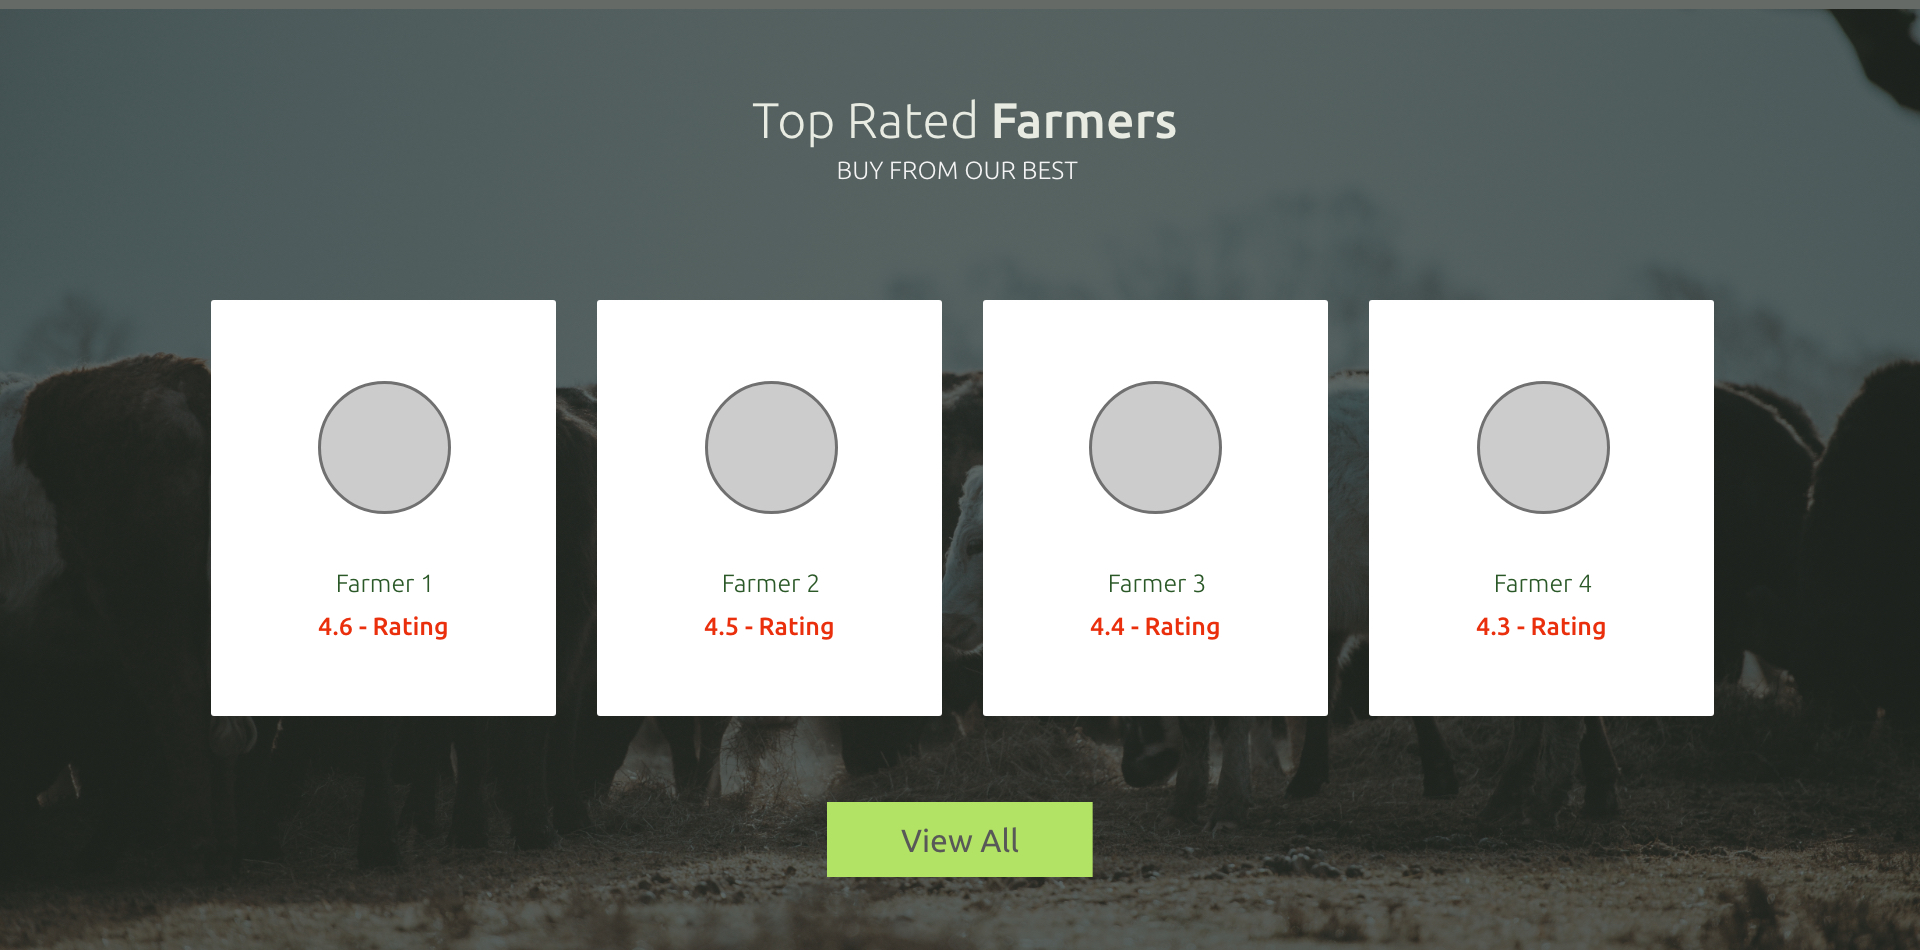 Top Rated Farmers
BUY FROM OUR BEST
Farmer 1
4.6 - Rating
Farmer 2
4.5 - Rating
Farmer 3
4.4 - Rating
Farmer 4
4.3 - Rating
View All